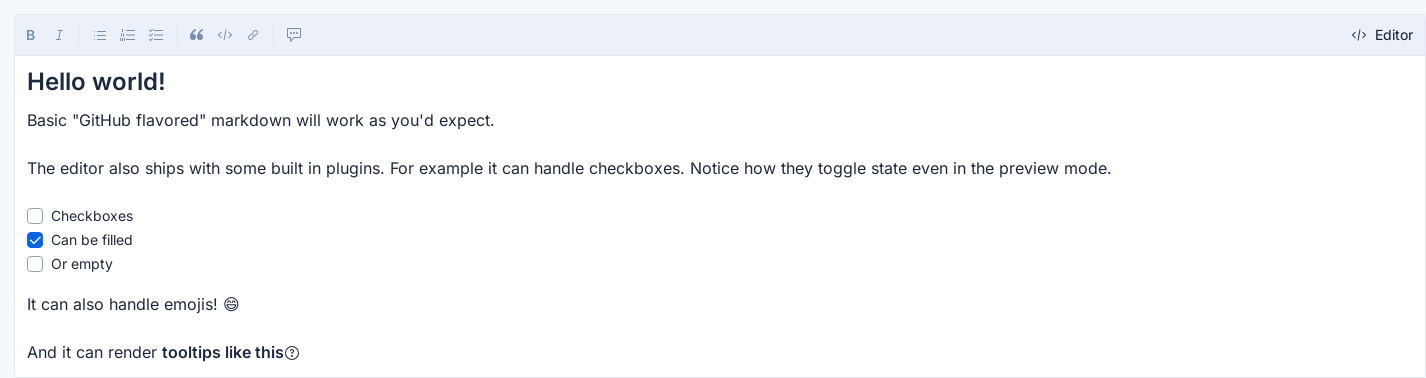 Editor
Hello world!
Basic "GitHub flavored" markdown will work as you'd expect.
The editor also ships with some built in plugins. For example it can handle checkboxes. Notice how they toggle state even in the preview mode.
Checkboxes
Can be filled
Or empty
It can also handle emojis! 😄
And it can render tooltips like this